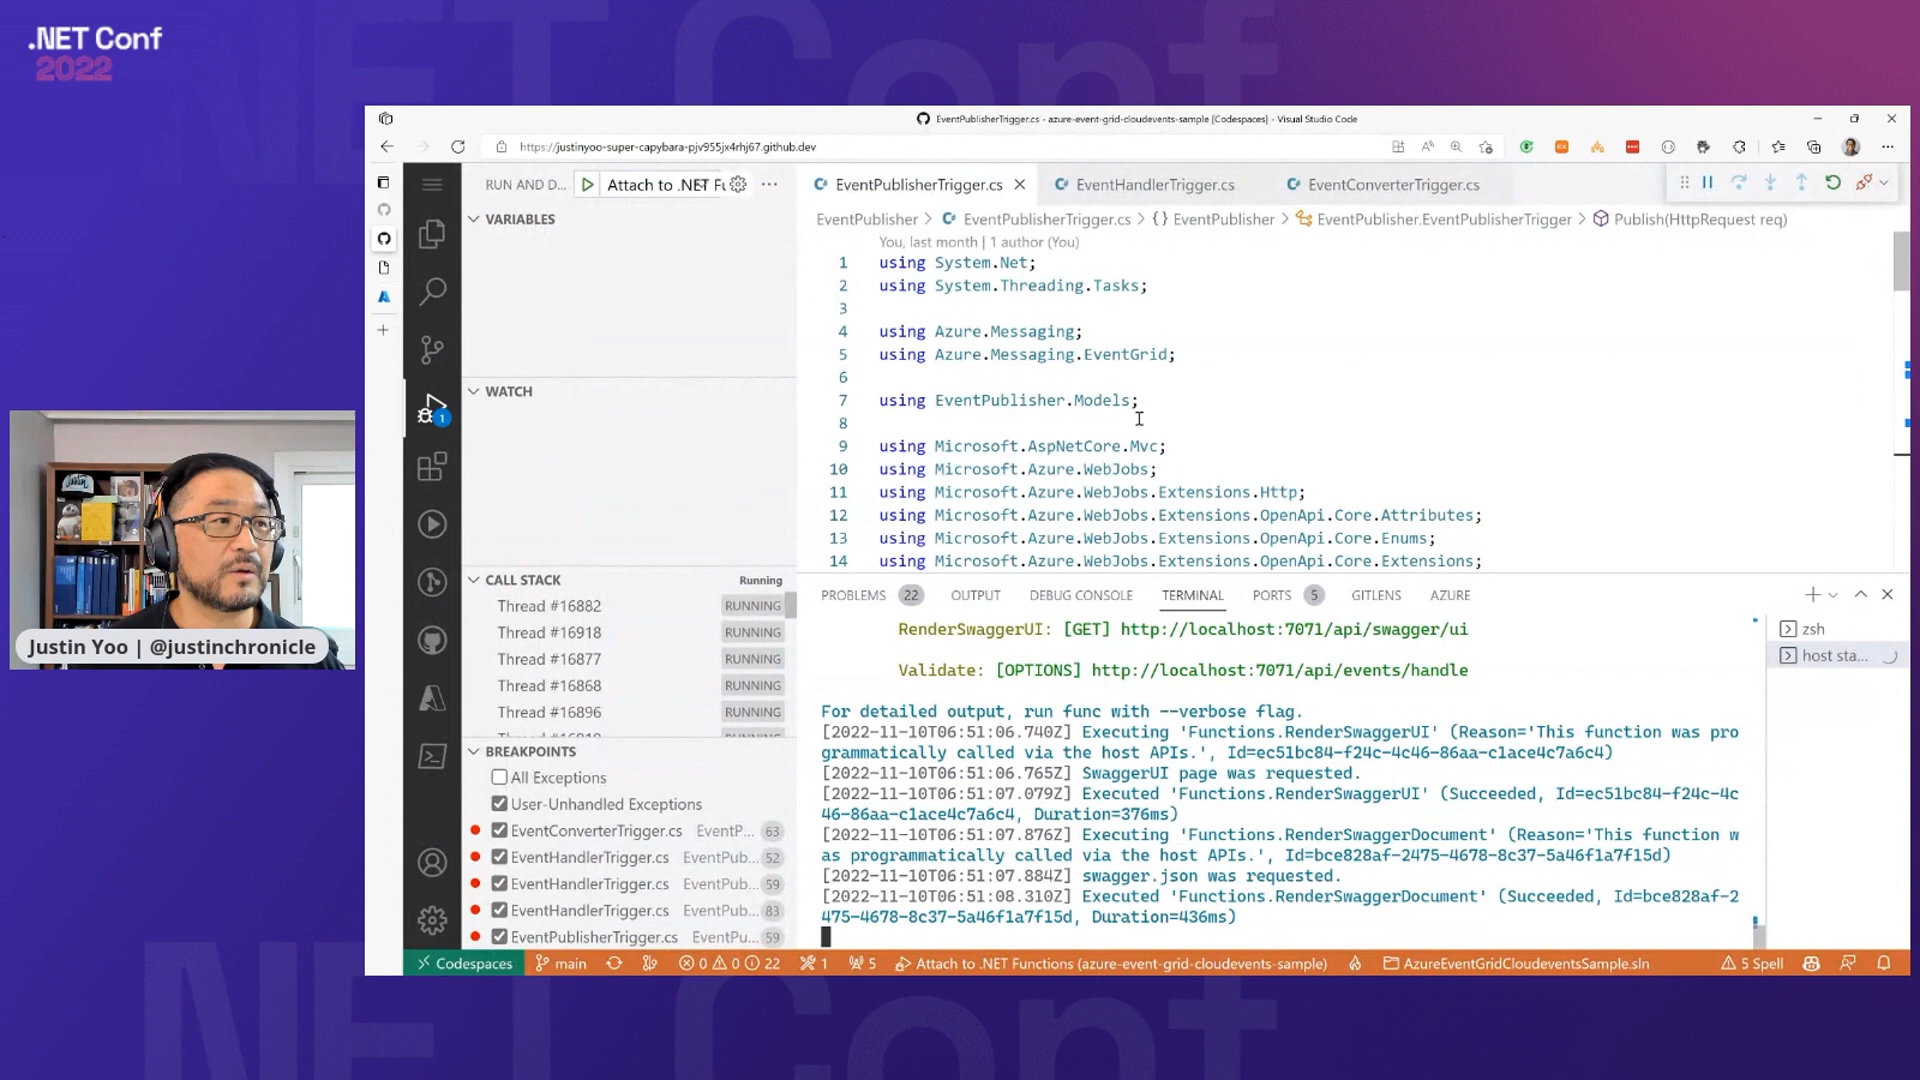 .NET Conf
2022
EventPublisherTrigger.cs - azure-event-grid-cloudevents-sample [Codespaces] - Visual Studio Code
https://justinyoo-super-capybara-pjv955jx4rhj67.github.dev
RUN AND D...
Attach to .NET Fu
EventPublisherTrigger.cs
EventHandlerTrigger.cs
EventConverterTrigger.cs
VARIABLES
WATCH
CALL STACK
Running
Thread #16882 RUNNING
Thread #16918 RUNNING
Thread #16877 RUNNING
Thread #16868 RUNNING
Thread #16896 RUNNING
BREAKPOINTS
All Exceptions
User-Unhandled Exceptions
EventConverterTrigger.cs EventP... 63
EventHandlerTrigger.cs EventPub... 52
EventHandlerTrigger.cs EventPub... 59
EventHandlerTrigger.cs EventPub... 83
EventPublisherTrigger.cs EventPu... 59
EventPublisher > EventPublisherTrigger.cs > {} EventPublisher > EventPublisher.EventPublisherTrigger > Publish(HttpRequest req)
You, last month | 1 author (You)
1 using System.Net;
2 using System.Threading.Tasks;
3
4 using Azure.Messaging;
5 using Azure.Messaging.EventGrid;
6
7 using EventPublisher.Models;
8
9 using Microsoft.AspNetCore.Mvc;
10 using Microsoft.Azure.WebJobs;
11 using Microsoft.Azure.WebJobs.Extensions.Http;
12 using Microsoft.Azure.WebJobs.Extensions.OpenApi.Core.Attributes;
13 using Microsoft.Azure.WebJobs.Extensions.OpenApi.Core.Enums;
14 using Microsoft.Azure.WebJobs.Extensions.OpenApi.Core.Extensions;
PROBLEMS 22 OUTPUT DEBUG CONSOLE TERMINAL PORTS 5 GITLENS AZURE
RenderSwaggerUI: [GET] http://localhost:7071/api/swagger/ui
Validate: [OPTIONS] http://localhost:7071/api/events/handle
For detailed output, run func with --verbose flag.
[2022-11-10T06:51:06.740Z] Executing 'Functions.RenderSwaggerUI' (Reason='This function was pro
grammatically called via the host APIs.', Id=ec51bc84-f24c-4c46-86aa-c1ace4c7a6c4)
[2022-11-10T06:51:06.765Z] SwaggerUI page was requested.
[2022-11-10T06:51:07.079Z] Executed 'Functions.RenderSwaggerUI' (Succeeded, Id=ec51bc84-f24c-4c
46-86aa-c1ace4c7a6c4, Duration=376ms)
[2022-11-10T06:51:07.876Z] Executing 'Functions.RenderSwaggerDocument' (Reason='This function w
as programmatically called via the host APIs.', Id=bce828af-2475-4678-8c37-5a46f1a7f15d)
[2022-11-10T06:51:07.884Z] swagger.json was requested.
[2022-11-10T06:51:08.310Z] Executed 'Functions.RenderSwaggerDocument' (Succeeded, Id=bce828af-2
475-4678-8c37-5a46f1a7f15d, Duration=436ms)
zsh
host sta...
Codespaces main 0 0 22 1 5 Attach to .NET Functions (azure-event-grid-cloudevents-sample) AzureEventGridCloudeventsSample.sln 5 Spell
Justin Yoo | @justinchronicle